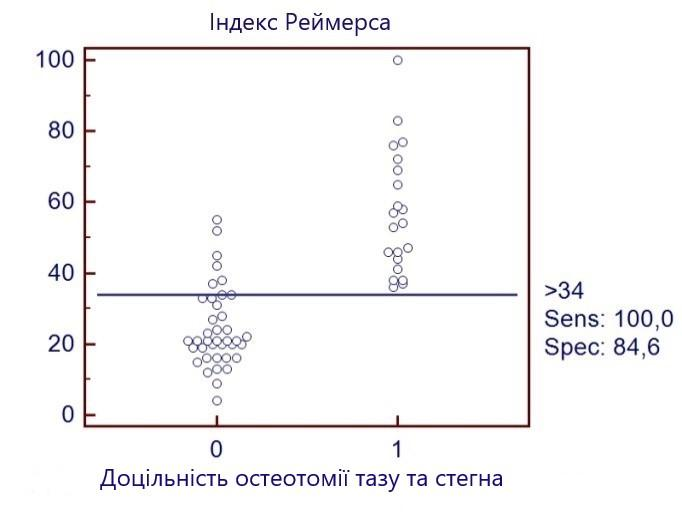 Індекс Реймерса
100
80
60
40
20
0
>34
Sens: 100,0
Spec: 84,6
0 1
Доцільність остеотомії тазу та стегна